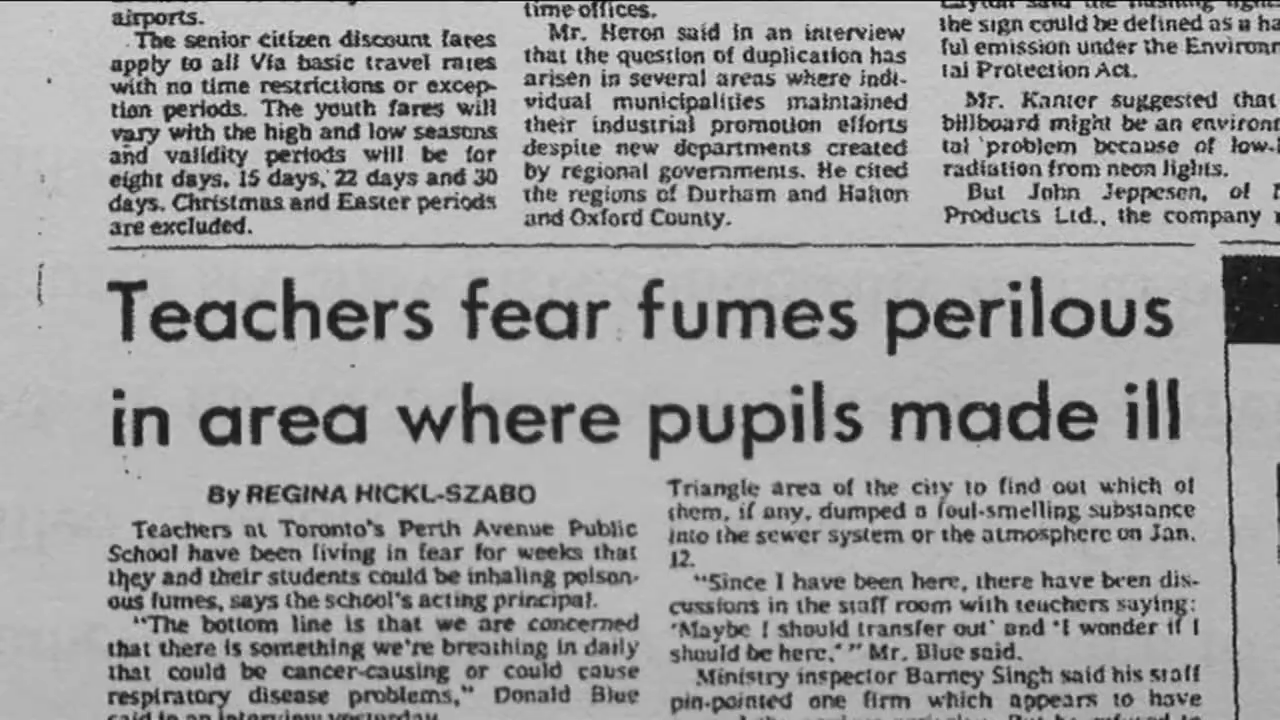 airports.
The senior citizen discount fares
apply to all Via basic travel rates
with no time restrictions or excep-
tion periods. The youth fares will
vary with the high and low seasons
and validity periods will be for
eight days, 15 days, 22 days and 30
days. Christmas and Easter periods
are excluded.
time offices.
Mr. Heron said in an interview
that the question of duplication has
arisen in several areas where indi-
vidual municipalities maintained
their industrial promotion efforts
despite new departments created
by regional governments. He cited
the regions of Durham and Halton
and Oxford County.
Layton said the flashing
the sign could be defined as a ha
ful emission under the Environ
tal Protection Act.
Mr. Kanter suggested that
billboard might be an environ
tal problem because of low-
radiation from neon lights.
But John Jeppesen, of
Products Ltd., the company
Teachers fear fumes perilous
in area where pupils made ill
By REGINA HICKL-SZABO
Teachers at Toronto's Perth Avenue Public
School have been living in fear for weeks that
they and their students could be inhaling poison-
ous fumes, says the school's acting principal.
"The bottom line is that we are concerned
that there is something we're breathing in daily
that could be cancer-causing or could cause
respiratory disease problems," Donald Blue
said in an interview yesterday.
Triangle area of the city to find out which of
them, if any, dumped a foul-smelling substance
into the sewer system or the atmosphere on Jan.
12.
"Since I have been here, there have been dis-
cussions in the staff room with teachers saying:
'Maybe I should transfer out' and 'I wonder if I
should be here.' " Mr. Blue said.
Ministry inspector Barney Singh said his staff
pin-pointed one firm which appears to have